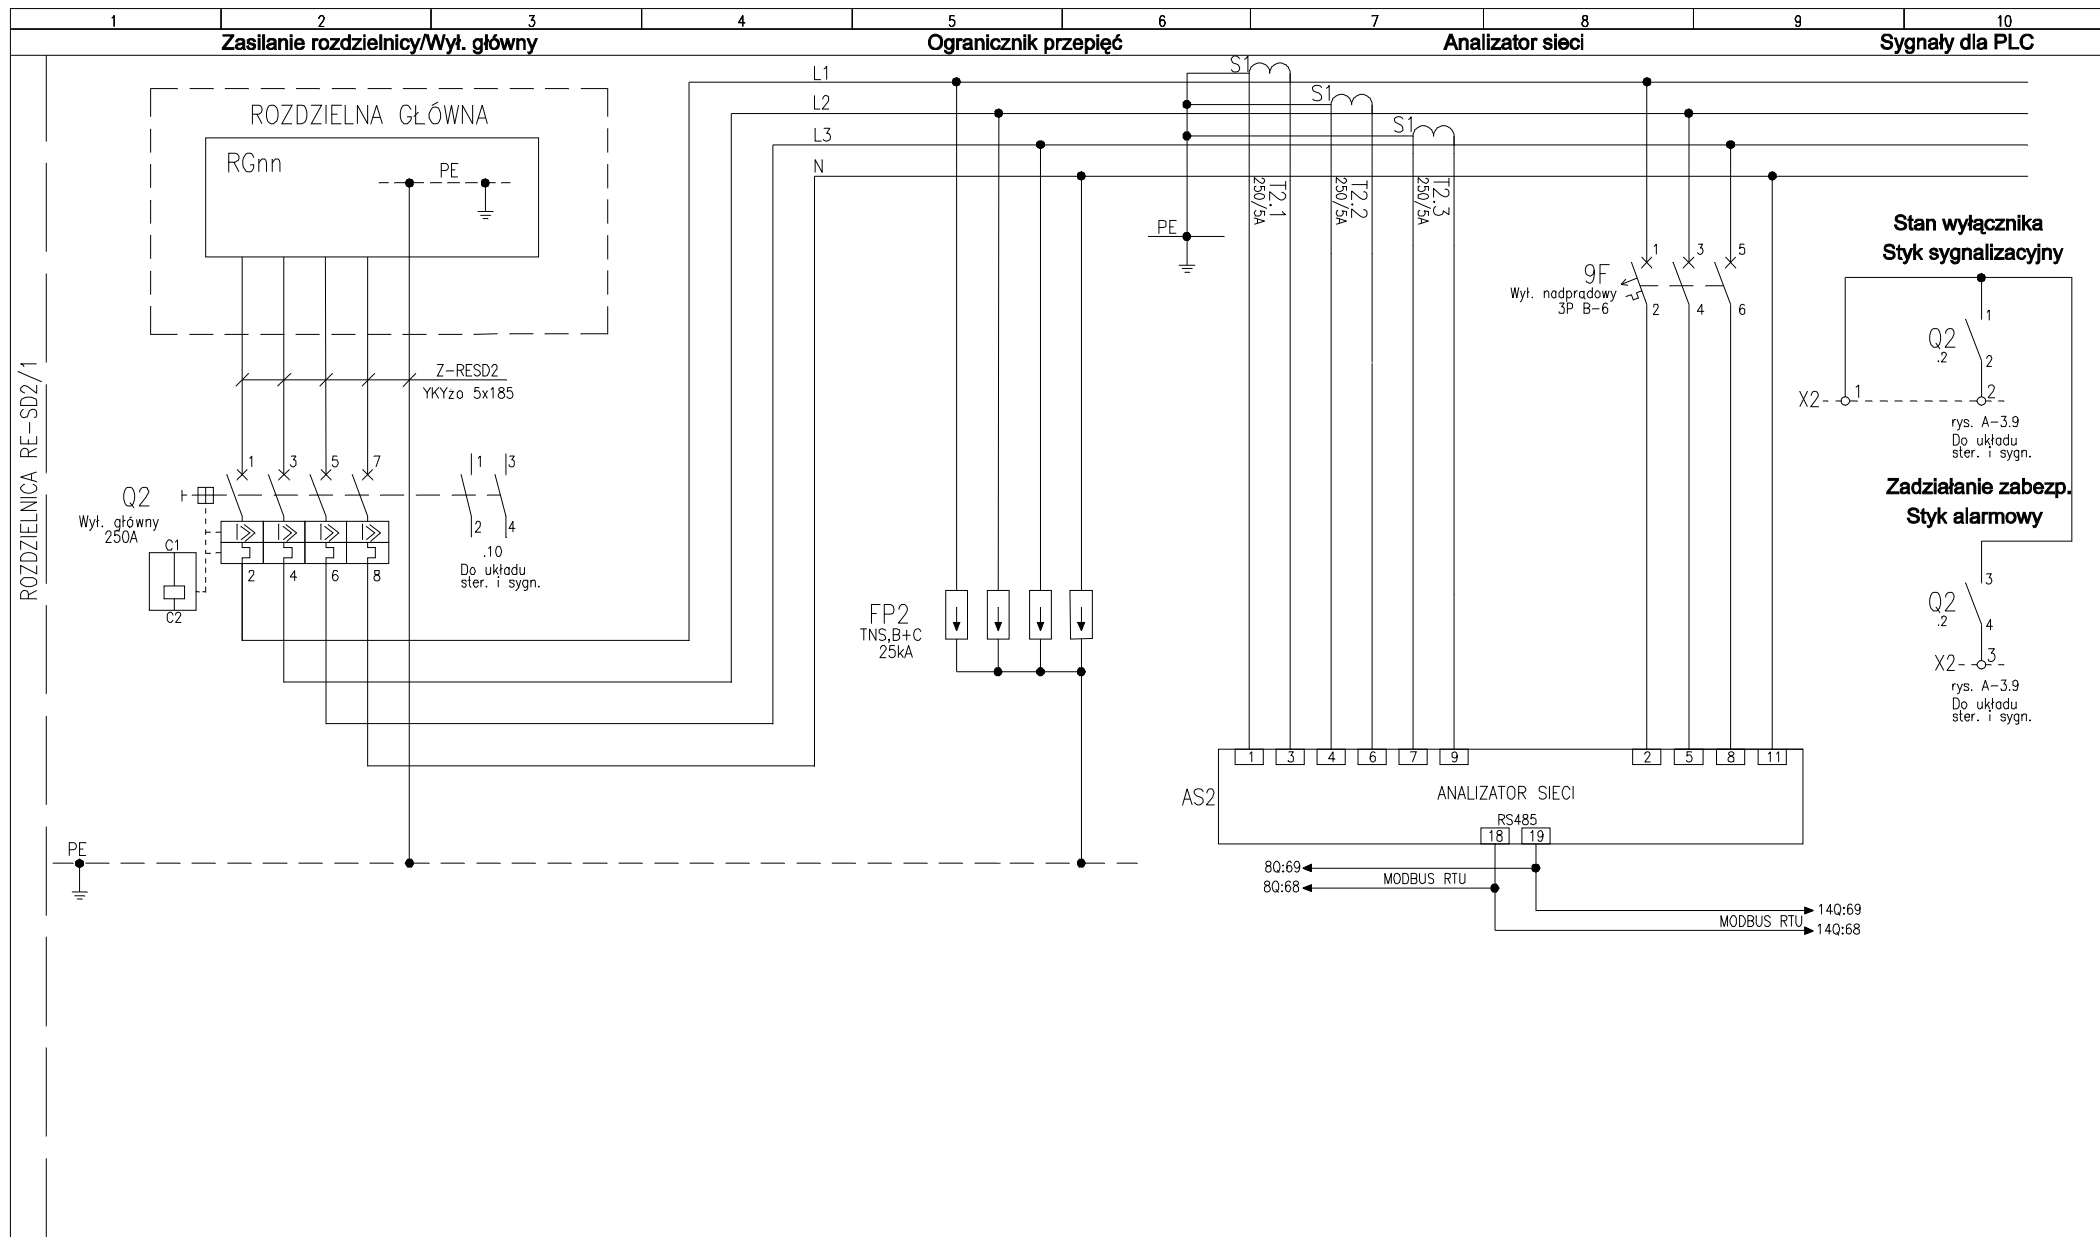 1 2 3 4 5 6 7 8 9 10
Zasilanie rozdzielnicy/Wył. główny
Ogranicznik przepięć
Analizator sieci
Sygnały dla PLC
ROZDZIELNICA RE-SD2/1
ROZDZIELNA GŁÓWNA
RGnn
PE
Z-RESD2
YKYżo 5x185
1 3 5 7
Q2
Wył. główny
250A
C1
C2
2 4 6 8
1 3
2 4
.10
Do układu
ster. i sygn.
PE
L1
L2
L3
N
FP2
TNS,B+C
25kA
S1
S1
S1
T2.1
250/5A
T2.2
250/5A
T2.3
250/5A
PE
9F
Wył. nadprądowy
3P B-6
1 3 5
2 4 6
1 3 4 6 7 9 2 5 8 11
AS2
ANALIZATOR SIECI
RS485
18 19
8Q:69
8Q:68
MODBUS RTU
14Q:69
MODBUS RTU
14Q:68
Stan wyłącznika
Styk sygnalizacyjny
1
Q2
.2
2
X2 1 2
rys. A-3.9
Do układu
ster. i sygn.
Zadziałanie zabezp.
Styk alarmowy
3
Q2
.2
4
X2 3
rys. A-3.9
Do układu
ster. i sygn.